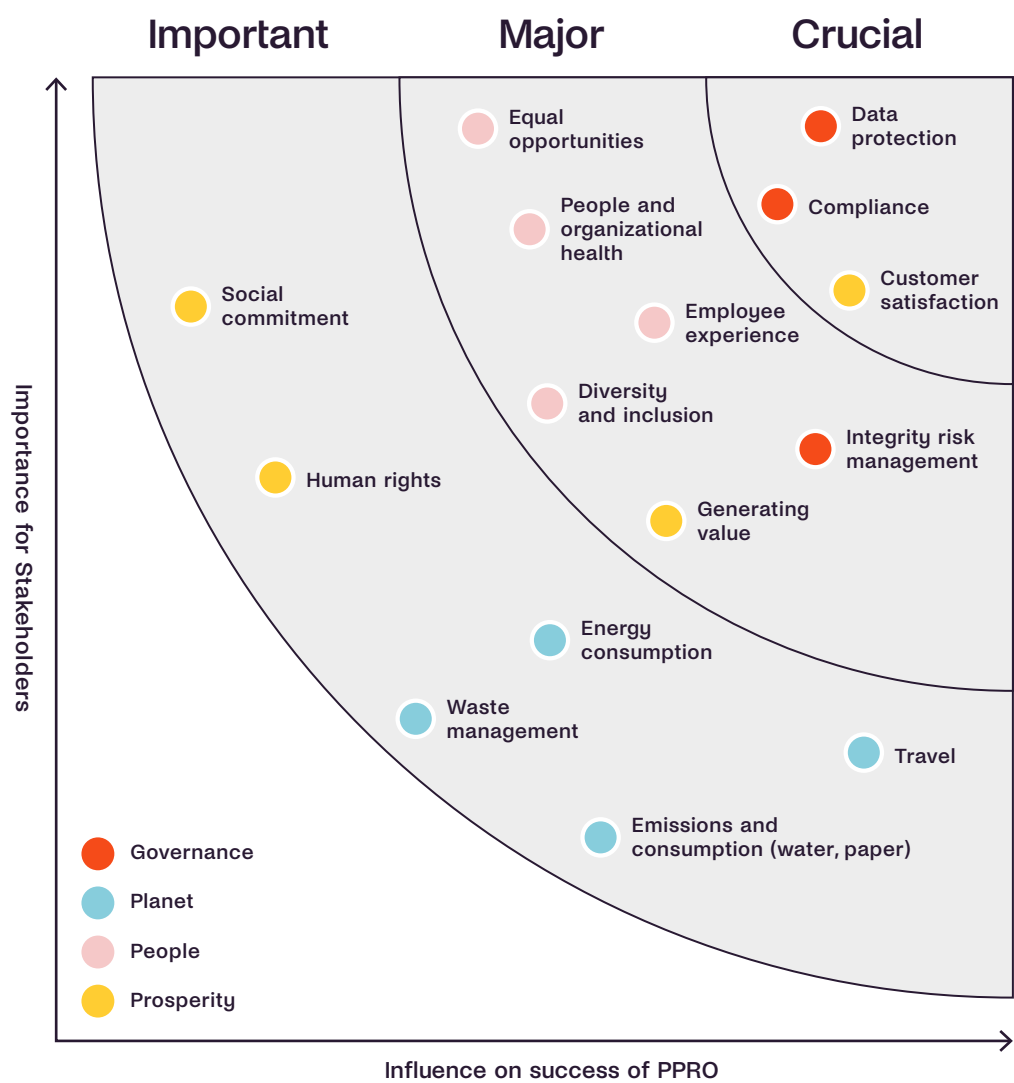 Important
Major
Crucial
Equal
opportunities
Data
protection
People and
organizational
health
Compliance
Social
commitment
Customer
satisfaction
Employee
experience
Diversity
and inclusion
Integrity risk
management
Human rights
Generating
value
Energy
consumption
Waste
management
Travel
Emissions and
consumption (water, paper)
Importance for Stakeholders
Governance
Planet
People
Prosperity
Influence on success of PPRO